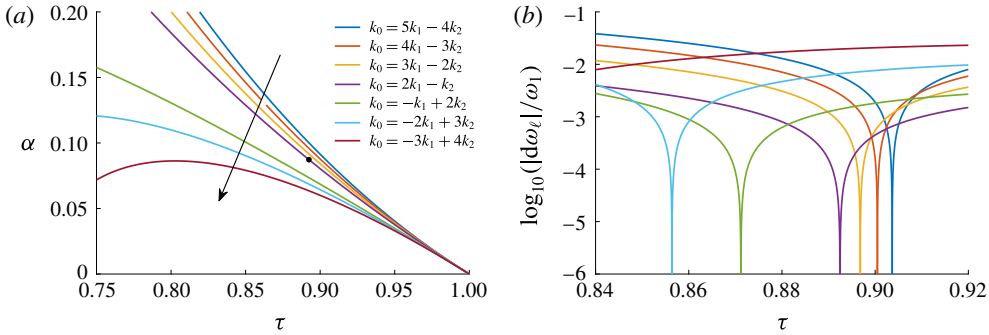 (a)
0.20
0.15
0.10
0.05
0
α
0.75 0.80 0.85 0.90 0.95 1.00
τ
k₀ = 5k₁ − 4k₂
k₀ = 4k₁ − 3k₂
k₀ = 3k₁ − 2k₂
k₀ = 2k₁ − k₂
k₀ = −k₁ + 2k₂
k₀ = −2k₁ + 3k₂
k₀ = −3k₁ + 4k₂
(b)
−1
−2
−3
−4
−5
−6
log₁₀(|dωℓ|/ω₁)
0.84 0.86 0.88 0.90 0.92
τ